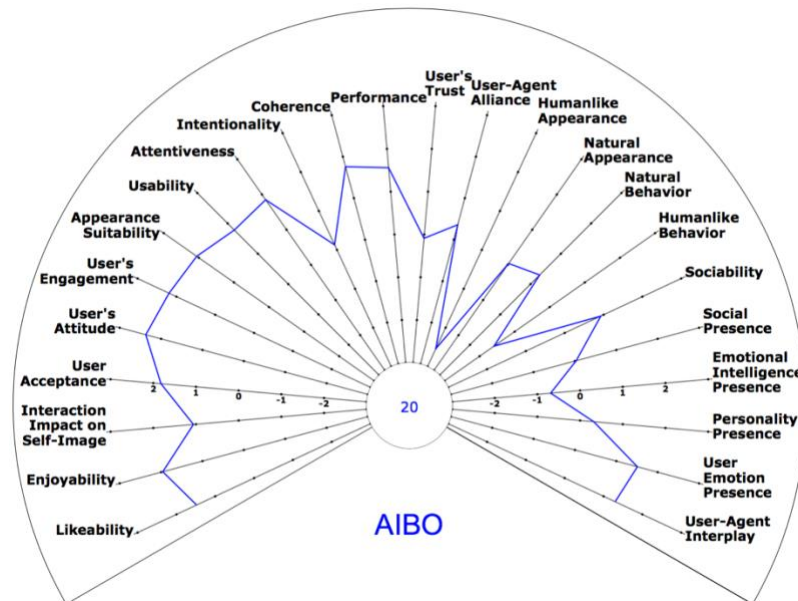 User's
Trust
User-Agent
Alliance
Humanlike
Appearance
Performance
Coherence
Intentionality
Attentiveness
Usability
Appearance
Suitability
User's
Engagement
User's
Attitude
User
Acceptance
Interaction
Impact on
Self-Image
Enjoyability
Likeability
Natural
Appearance
Natural
Behavior
Humanlike
Behavior
Sociability
Social
Presence
Emotional
Intelligence
Presence
Personality
Presence
User
Emotion
Presence
User-Agent
Interplay
2 1 0 -1 -2
-2 -1 0 1 2
20
AIBO